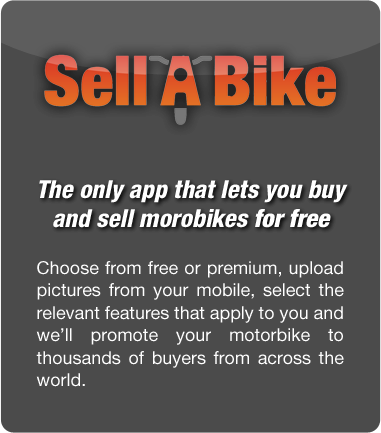 Sell A Bike
The only app that lets you buy
and sell morobikes for free
Choose from free or premium, upload
pictures from your mobile, select the
relevant features that apply to you and
we’ll promote your motorbike to
thousands of buyers from across the
world.